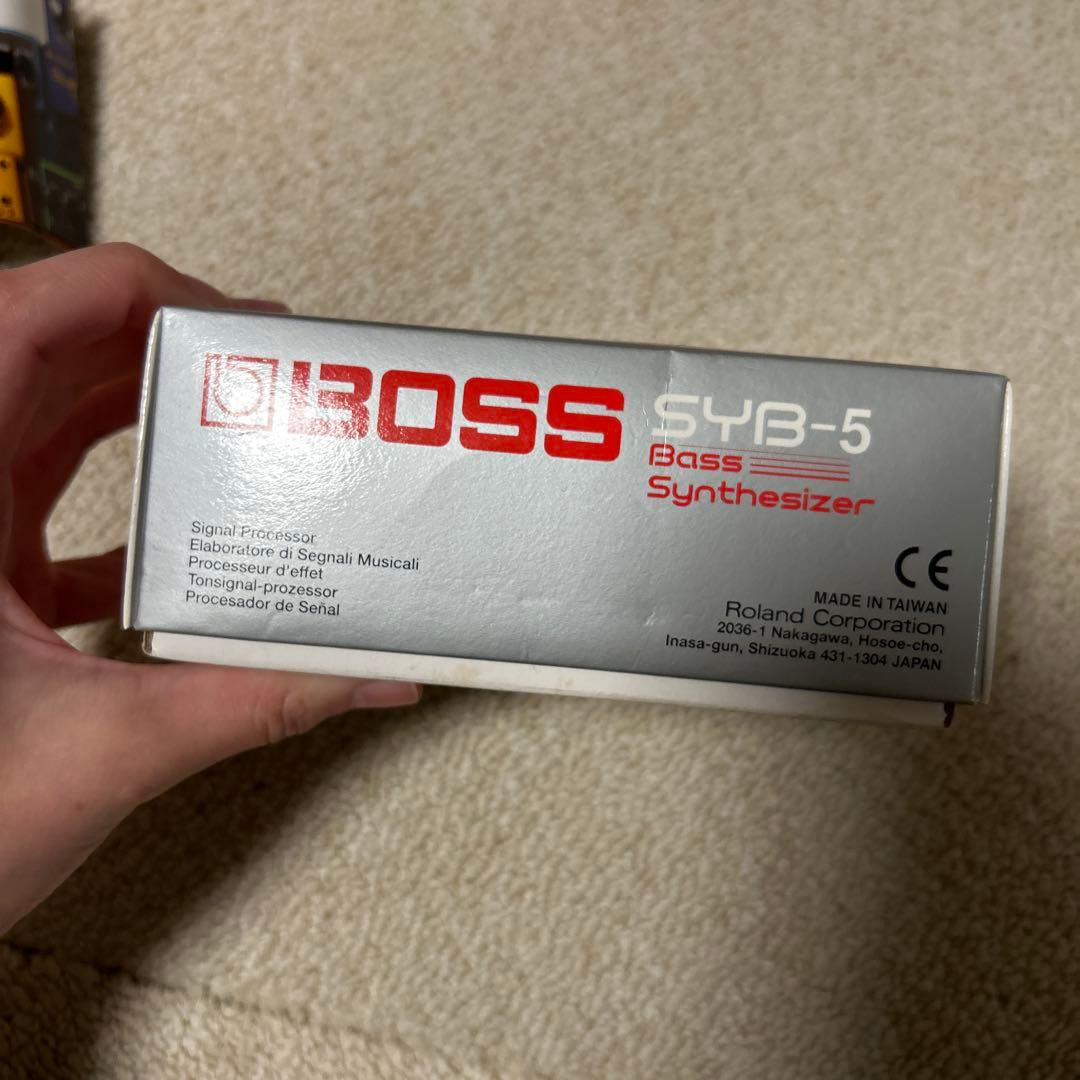 BOSS SYB-5
Bass
Synthesizer
Signal Processor
Elaboratore di Segnali Musicali
Processeur d'effet
Tonsignal-prozessor
Procesador de Señal
CE
MADE IN TAIWAN
Roland Corporation
2036-1 Nakagawa, Hosoe-cho,
Inasa-gun, Shizuoka 431-1304 JAPAN